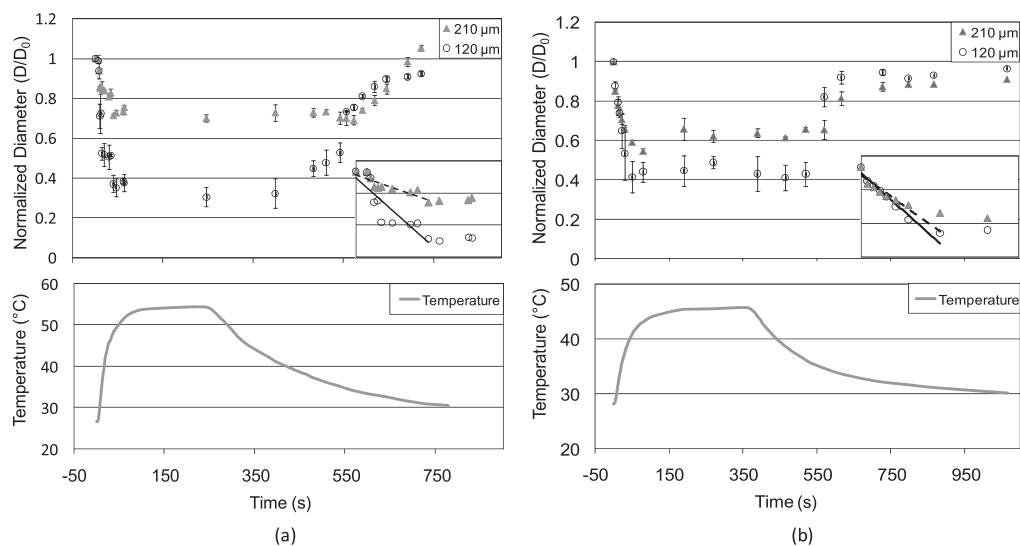 (a)
(b)
Normalized Diameter (D/D0)
1.2
1
0.8
0.6
0.4
0.2
0
210 µm
120 µm
Normalized Diameter (D/D0)
1.2
1
0.8
0.6
0.4
0.2
0
210 µm
120 µm
Temperature (°C)
60
50
40
30
20
Temperature
-50 150 350 550 750
Time (s)
Temperature (°C)
50
40
30
20
Temperature
-50 150 350 550 750 950
Time (s)
(a)
(b)